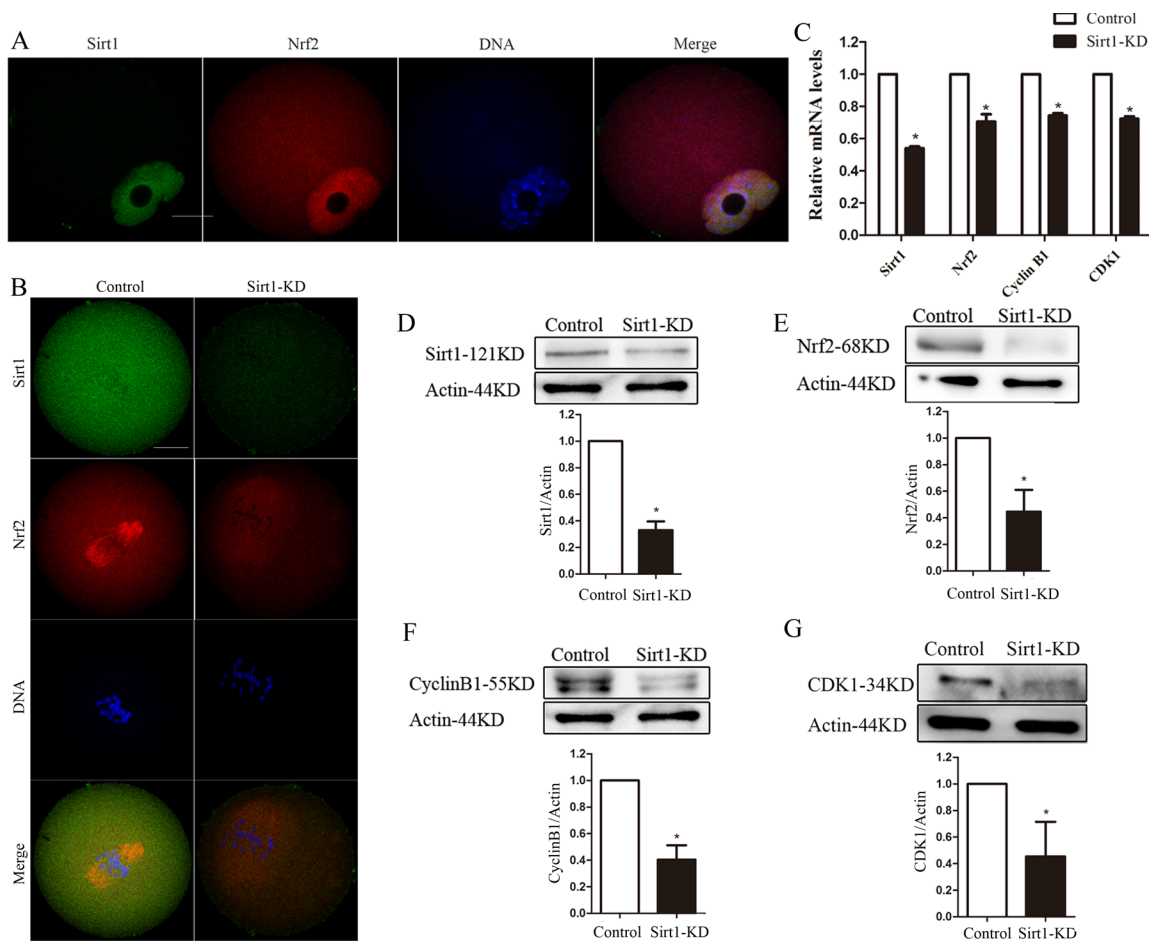 A
Sirt1 Nrf2 DNA Merge
C
Control
Sirt1-KD
Relative mRNA levels
1.2
1.0
0.8
0.6
0.4
0.2
0.0
* * * *
Sirt1 Nrf2 Cyclin B1 CDK1
B
Control Sirt1-KD
Sirt1
Nrf2
DNA
Merge
D
Control Sirt1-KD
Sirt1-121KD
Actin-44KD
Sirt1/Actin
1.2
1.0
0.8
0.6
0.4
0.2
0.0
*
Control Sirt1-KD
E
Control Sirt1-KD
Nrf2-68KD
Actin-44KD
Nrf2/Actin
1.2
1.0
0.8
0.6
0.4
0.2
0.0
*
Control Sirt1-KD
F
Control Sirt1-KD
CyclinB1-55KD
Actin-44KD
CyclinB1/Actin
1.2
1.0
0.8
0.6
0.4
0.2
0.0
*
Control Sirt1-KD
G
Control Sirt1-KD
CDK1-34KD
Actin-44KD
CDK1/Actin
1.2
1.0
0.8
0.6
0.4
0.2
0.0
*
Control Sirt1-KD